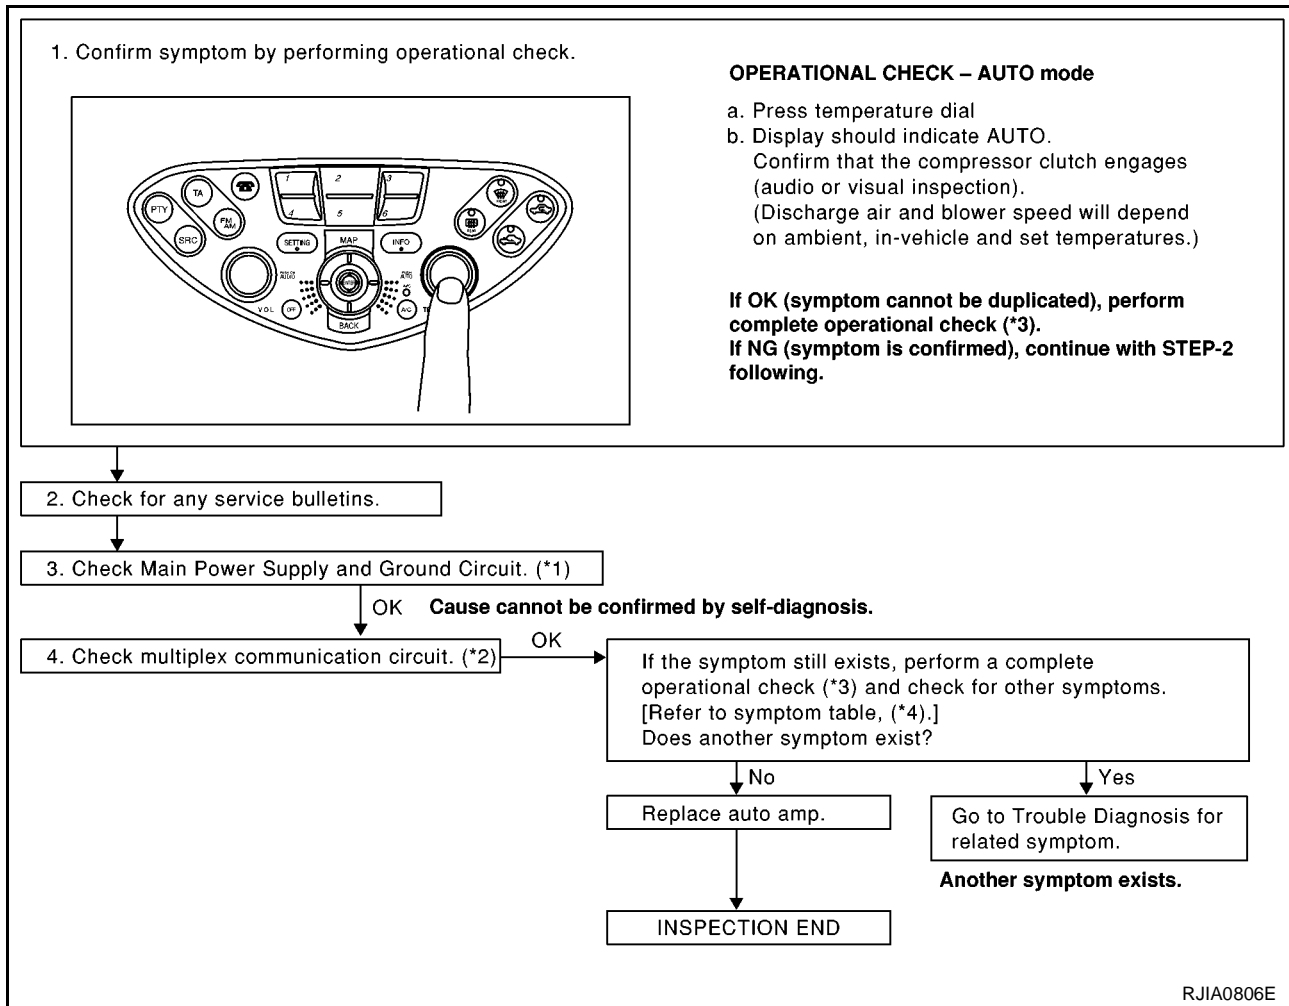 1. Confirm symptom by performing operational check.
OPERATIONAL CHECK – AUTO mode
a. Press temperature dial
b. Display should indicate AUTO.
Confirm that the compressor clutch engages
(audio or visual inspection).
(Discharge air and blower speed will depend
on ambient, in-vehicle and set temperatures.)
If OK (symptom cannot be duplicated), perform
complete operational check (*3).
If NG (symptom is confirmed), continue with STEP-2
following.
PTY
TA
SRC
FM
AM
1
2
3
4
5
6
SETTING
MAP
INFO
PUSH ON
AUDIO
PUSH
AUTO
VOL
OFF
BACK
A/C
2. Check for any service bulletins.
3. Check Main Power Supply and Ground Circuit. (*1)
OK
Cause cannot be confirmed by self-diagnosis.
4. Check multiplex communication circuit. (*2)
OK
If the symptom still exists, perform a complete
operational check (*3) and check for other symptoms.
[Refer to symptom table, (*4).]
Does another symptom exist?
No
Yes
Replace auto amp.
Go to Trouble Diagnosis for
related symptom.
Another symptom exists.
INSPECTION END
RJIA0806E